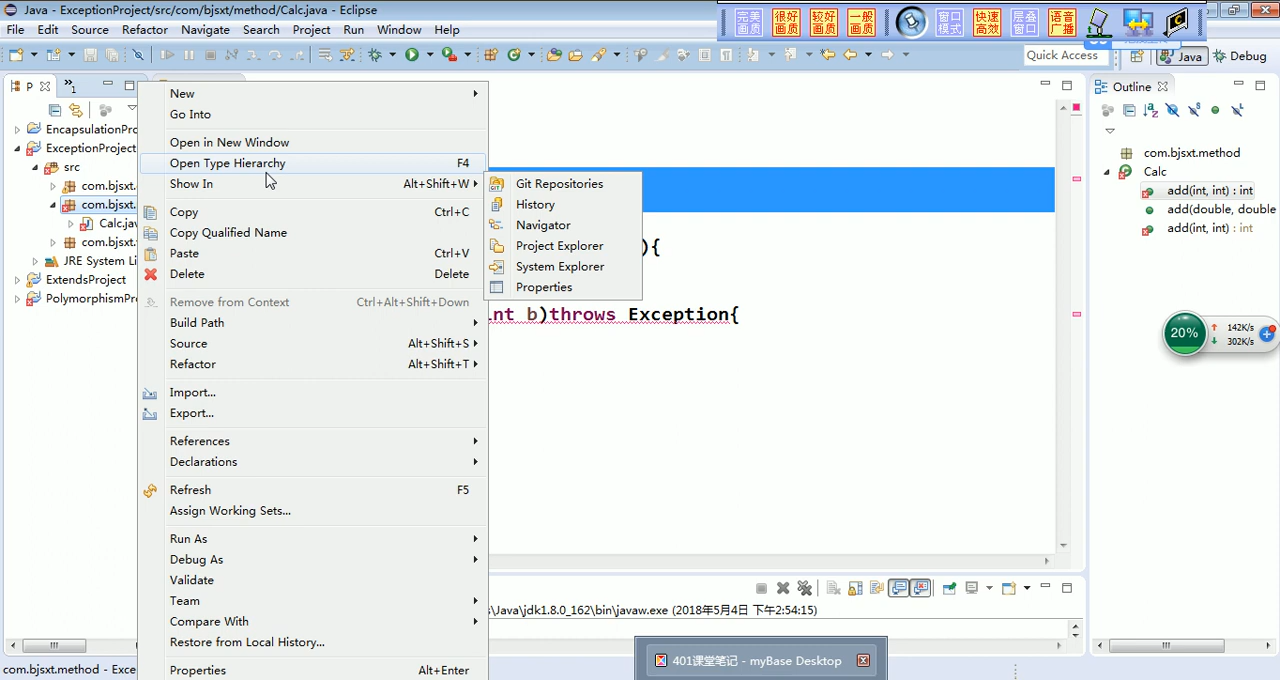 Java - ExceptionProject/src/com/bjsxt/method/Calc.java - Eclipse
File Edit Source Refactor Navigate Search Project Run Window Help
完美画质 很好画质 较好画质 一般画质 窗口模式 快速高效 层叠窗口 语音广播
Quick Access Java Debug
P »1
Outline
EncapsulationPro
ExceptionProject
src
com.bjsxt.
com.bjsxt.
Calc.jav
com.bjsxt.
JRE System Li
ExtendsProject
PolymorphismPr
New
Go Into
Open in New Window
Open Type Hierarchy F4
Show In Alt+Shift+W
Copy Ctrl+C
Copy Qualified Name
Paste Ctrl+V
Delete Delete
Remove from Context Ctrl+Alt+Shift+Down
Build Path
Source Alt+Shift+S
Refactor Alt+Shift+T
Import...
Export...
References
Declarations
Refresh F5
Assign Working Sets...
Run As
Debug As
Validate
Team
Compare With
Restore from Local History...
Properties Alt+Enter
Git Repositories
History
Navigator
Project Explorer
System Explorer
Properties
){
int b)throws Exception{
com.bjsxt.method
Calc
add(int, int) : int
add(double, double
add(int, int) : int
20% 142K/s
302K/s
s\Java\jdk1.8.0_162\bin\javaw.exe (2018年5月4日 下午2:54:15)
401课堂笔记 - myBase Desktop
com.bjsxt.method - Exce